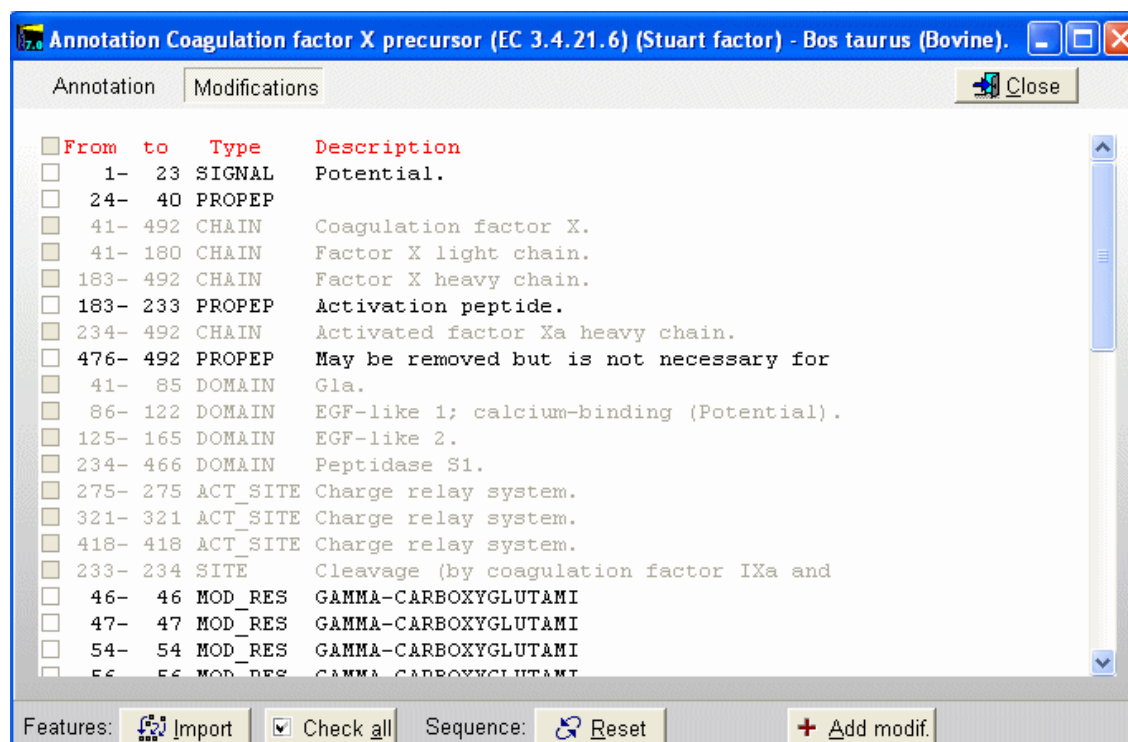 7.0 Annotation Coagulation factor X precursor (EC 3.4.21.6) (Stuart factor) - Bos taurus (Bovine).
Annotation Modifications Close
From to Type Description
1- 23 SIGNAL Potential.
24- 40 PROPEP
41- 492 CHAIN Coagulation factor X.
41- 180 CHAIN Factor X light chain.
183- 492 CHAIN Factor X heavy chain.
183- 233 PROPEP Activation peptide.
234- 492 CHAIN Activated factor Xa heavy chain.
476- 492 PROPEP May be removed but is not necessary for
41- 85 DOMAIN Gla.
86- 122 DOMAIN EGF-like 1; calcium-binding (Potential).
125- 165 DOMAIN EGF-like 2.
234- 466 DOMAIN Peptidase S1.
275- 275 ACT_SITE Charge relay system.
321- 321 ACT_SITE Charge relay system.
418- 418 ACT_SITE Charge relay system.
233- 234 SITE Cleavage (by coagulation factor IXa and
46- 46 MOD_RES GAMMA-CARBOXYGLUTAMI
47- 47 MOD_RES GAMMA-CARBOXYGLUTAMI
54- 54 MOD_RES GAMMA-CARBOXYGLUTAMI
56- 56 MOD_RES GAMMA-CARBOXYGLUTAMI
Features: Import Check all Sequence: Reset Add modif.